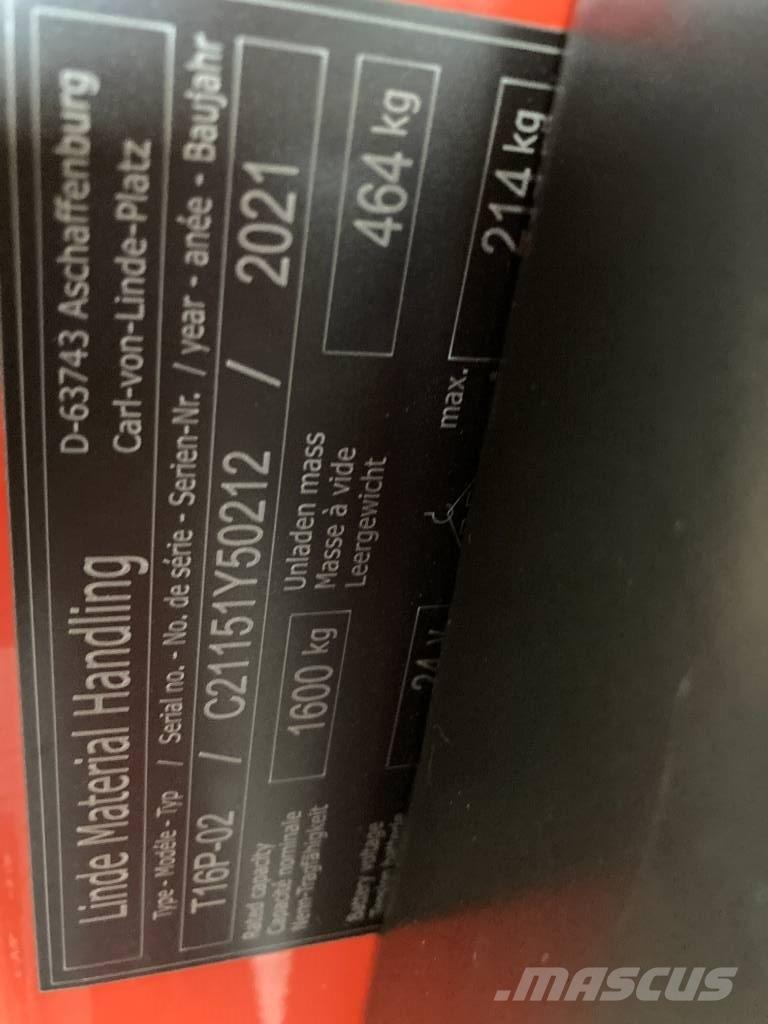 Linde Material Handling
D-63743 Aschaffenburg
Carl-von-Linde-Platz
Type - Modèle - Typ / Serial no. - No. de série - Serien-Nr. / year - anée - Baujahr
T16P-02 / C21151Y50212 / 2021
Rated capacity
Capacité nominale
Nenn-Tragfähigkeit
1600 kg
Unladen mass
Masse à vide
Leergewicht
464 kg
Battery voltage
24 v
max.
214 kg
.MASCUS